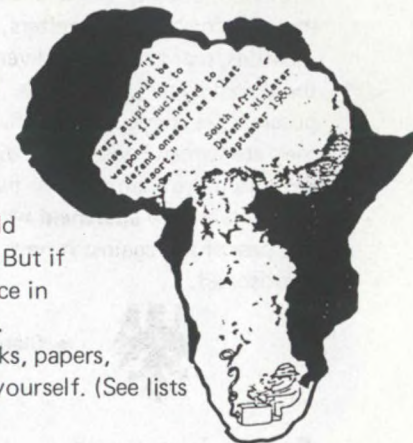 "It
would be
very stupid not to
use it if nuclear
weapons were needed to
defend oneself as a last
resort."
South African
Defence Minister
September, 1980
ld
But if
ce in
ks, papers,
yourself. (See lists